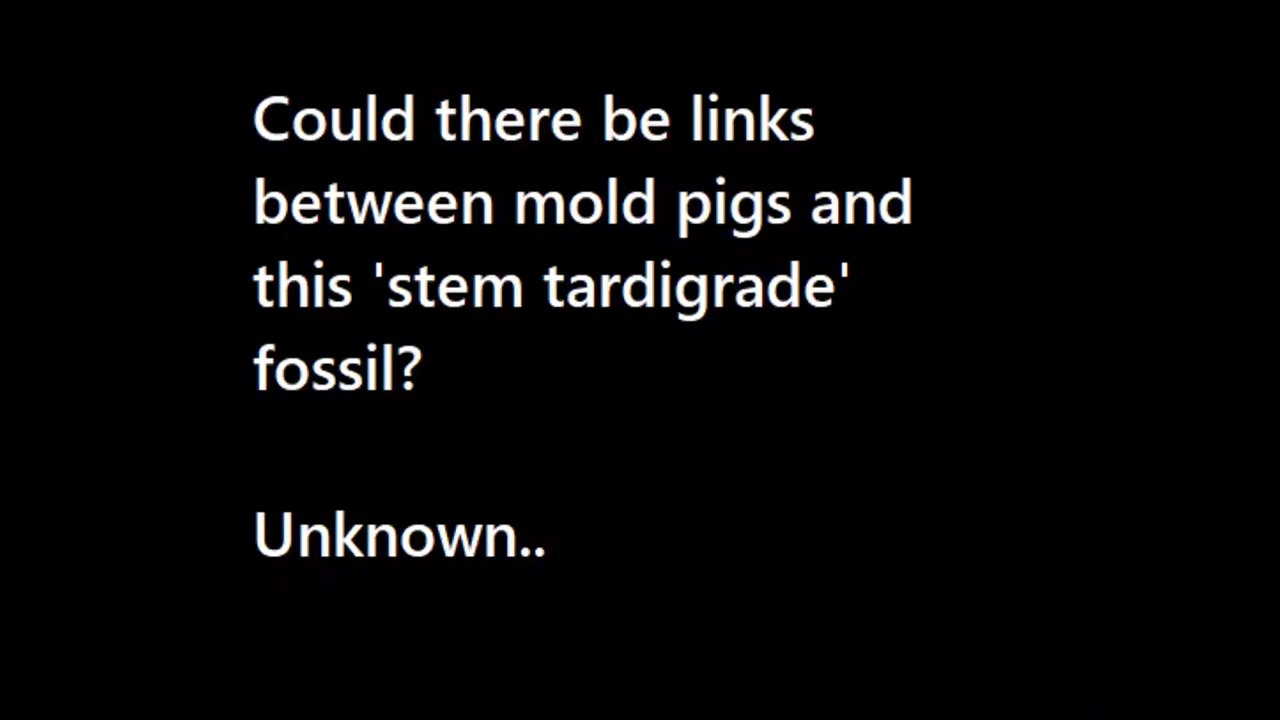 Could there be links
between mold pigs and
this 'stem tardigrade'
fossil?
Unknown..